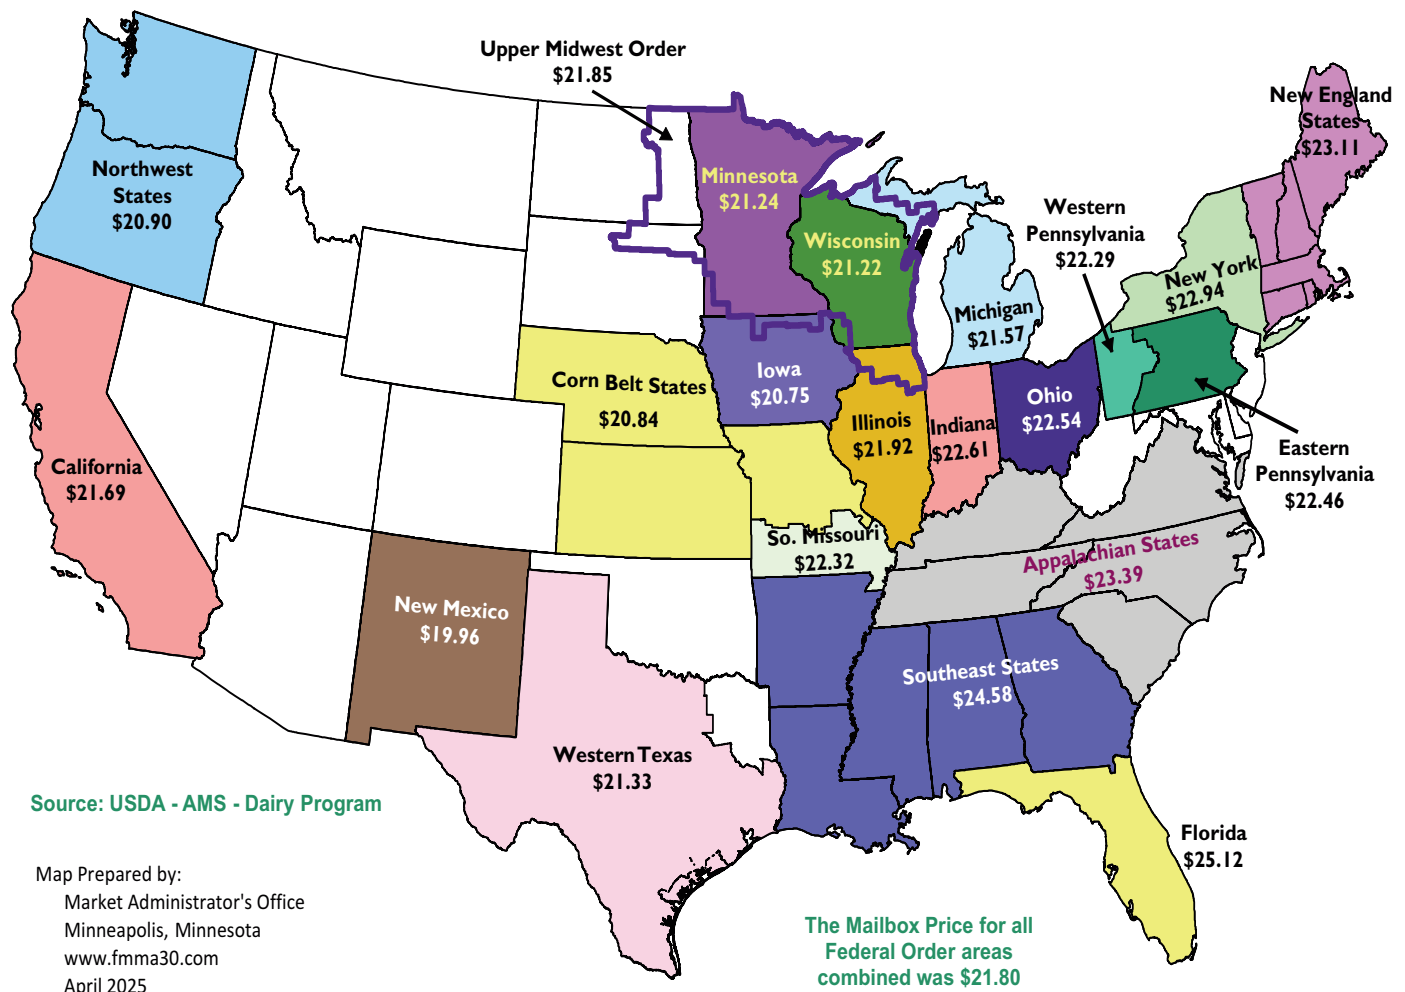 Upper Midwest Order
$21.85
New England
States
$23.11
Northwest
States
$20.90
Minnesota
$21.24
Western
Pennsylvania
$22.29
Wisconsin
$21.22
New York
$22.94
Michigan
$21.57
Corn Belt States
$20.84
Iowa
$20.75
Ohio
$22.54
Illinois
$21.92
Indiana
$22.61
Eastern
Pennsylvania
$22.46
California
$21.69
So. Missouri
$22.32
Appalachian States
$23.39
New Mexico
$19.96
Southeast States
$24.58
Western Texas
$21.33
Source: USDA - AMS - Dairy Program
Florida
$25.12
Map Prepared by:
Market Administrator's Office
Minneapolis, Minnesota
www.fmma30.com
April 2025
The Mailbox Price for all
Federal Order areas
combined was $21.80